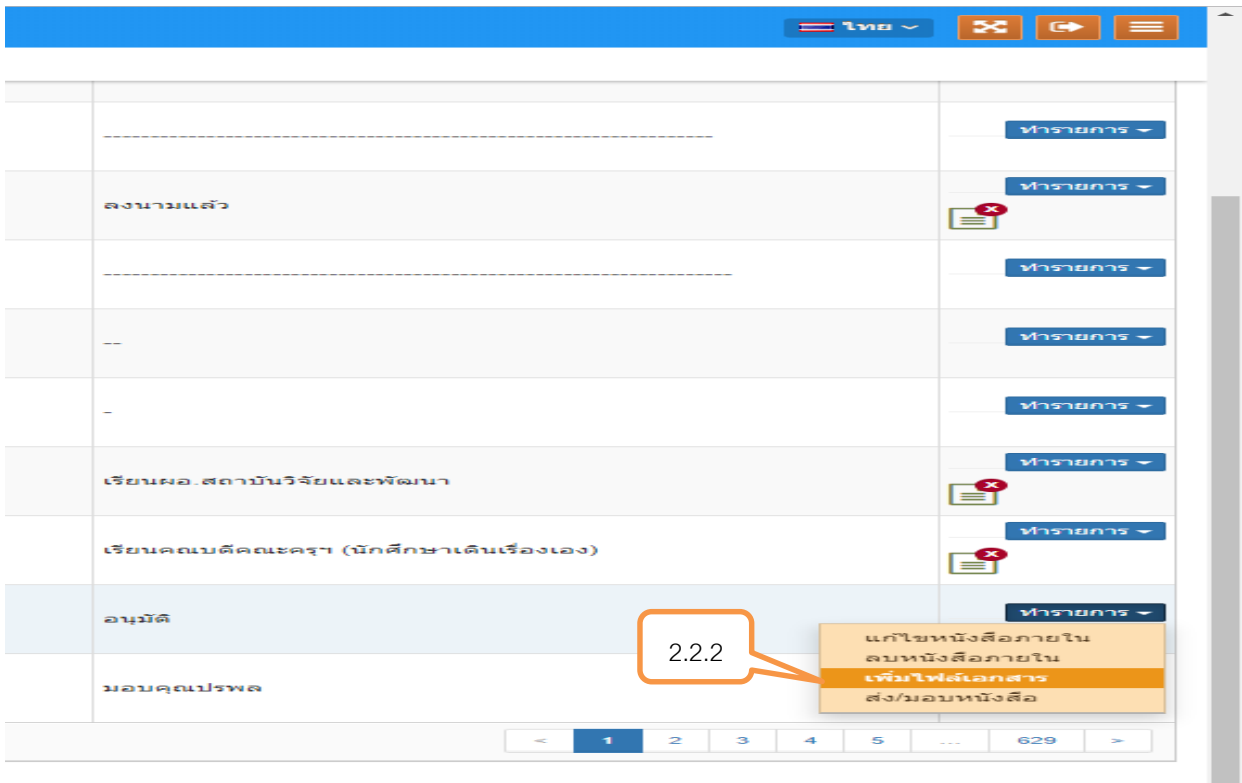 ไทย
-----------------------------------------------------------------
ทำรายการ
ลงนามแล้ว
ทำรายการ
-------------------------------------------------------------------
ทำรายการ
--
ทำรายการ
-
ทำรายการ
เรียนผอ.สถาบันวิจัยและพัฒนา
ทำรายการ
เรียนคณบดีคณะครุฯ (นักศึกษาเดินเรื่องเอง)
ทำรายการ
อนุมัติ
ทำรายการ
2.2.2
แก้ไขหนังสือภายใน
ลบหนังสือภายใน
เพิ่มไฟล์เอกสาร
ส่ง/มอบหนังสือ
มอบคุณปรพล
< 1 2 3 4 5 ... 629 >